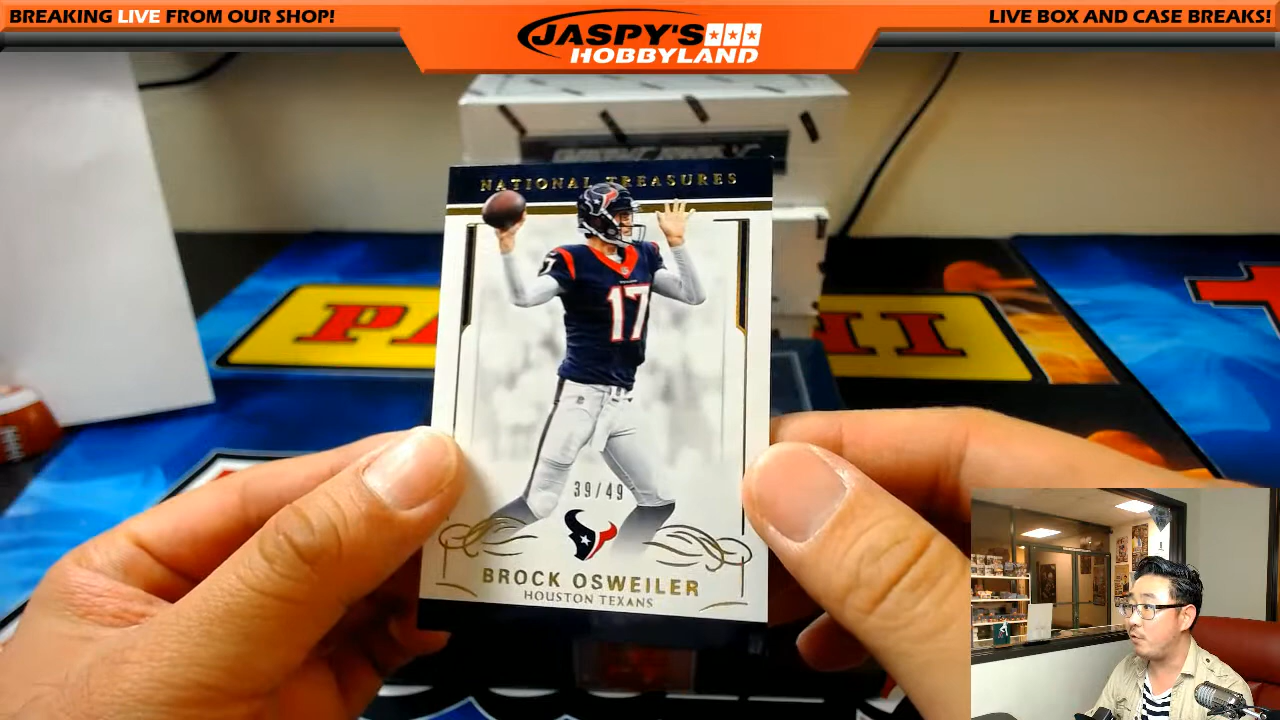 BREAKING LIVE FROM OUR SHOP!
JASPY'S
HOBBYLAND
LIVE BOX AND CASE BREAKS!
NATIONAL TREASURES
17
39/49
BROCK OSWEILER
HOUSTON TEXANS